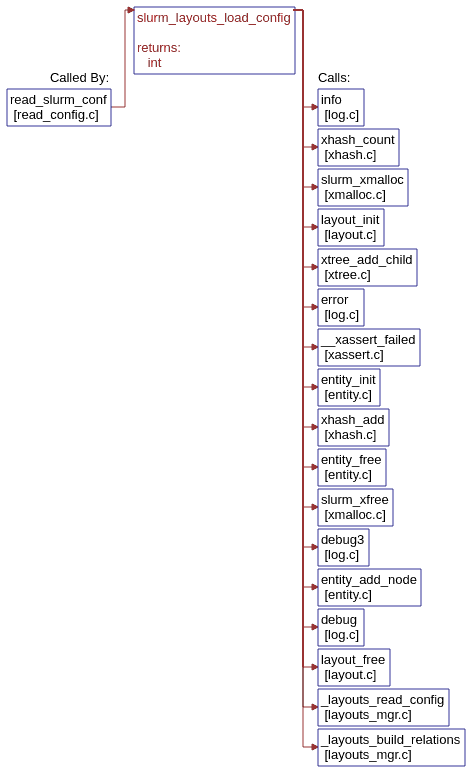 slurm_layouts_load_config
returns:
int
Called By:
read_slurm_conf
[read_config.c]
Calls:
info
[log.c]
xhash_count
[xhash.c]
slurm_xmalloc
[xmalloc.c]
layout_init
[layout.c]
xtree_add_child
[xtree.c]
error
[log.c]
__xassert_failed
[xassert.c]
entity_init
[entity.c]
xhash_add
[xhash.c]
entity_free
[entity.c]
slurm_xfree
[xmalloc.c]
debug3
[log.c]
entity_add_node
[entity.c]
debug
[log.c]
layout_free
[layout.c]
_layouts_read_config
[layouts_mgr.c]
_layouts_build_relations
[layouts_mgr.c]